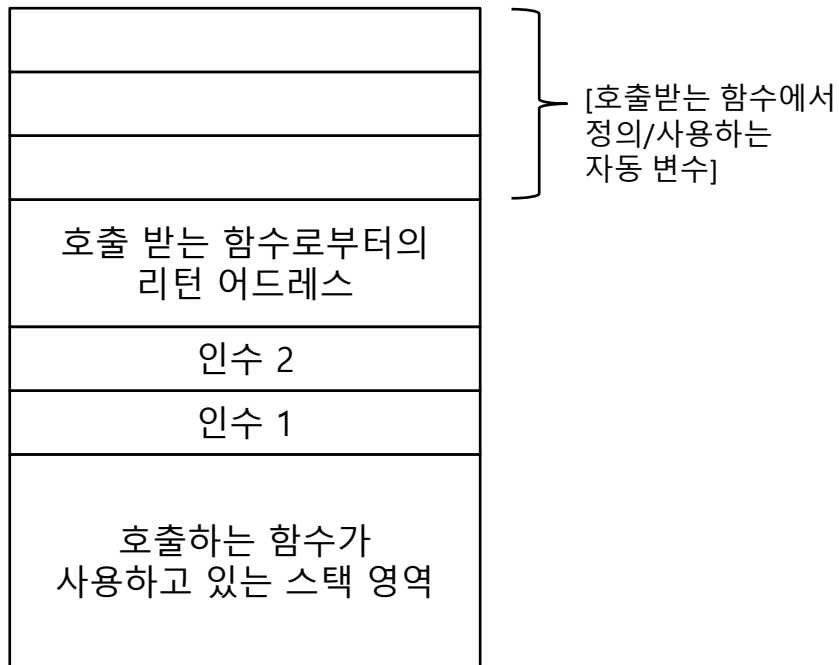 [호출받는 함수에서
정의/사용하는
자동 변수]
호출 받는 함수로부터의
리턴 어드레스
인수 2
인수 1
호출하는 함수가
사용하고 있는 스택 영역